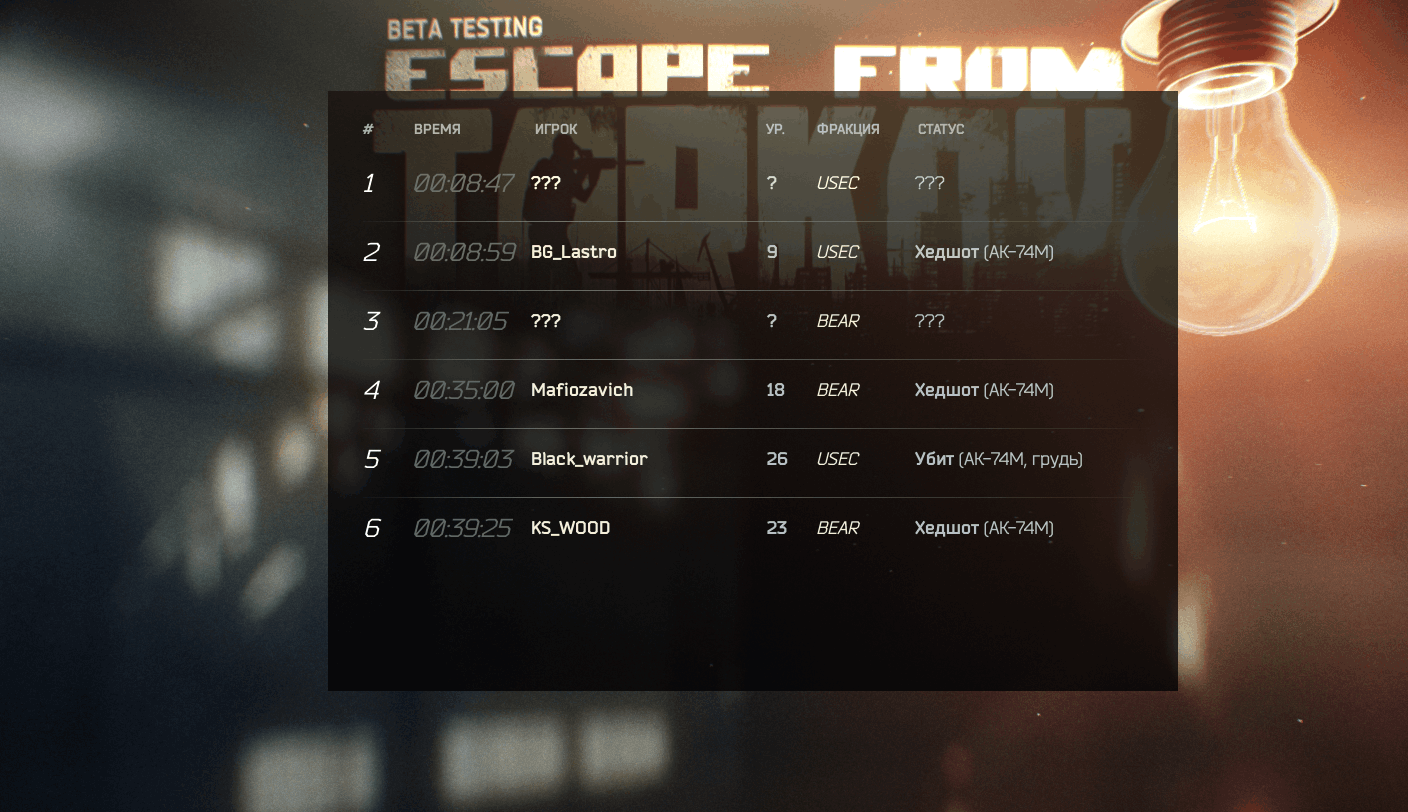 BETA TESTING
ESCAPE FROM
TARKOV
# ВРЕМЯ ИГРОК УР. ФРАКЦИЯ СТАТУС
1 00:08:47 ??? ? USEC ???
2 00:08:59 BG_Lastro 9 USEC Хедшот (AK-74M)
3 00:21:05 ??? ? BEAR ???
4 00:35:00 Mafiozavich 18 BEAR Хедшот (AK-74M)
5 00:39:03 Black_warrior 26 USEC Убит (AK-74M, грудь)
6 00:39:25 KS_WOOD 23 BEAR Хедшот (AK-74M)